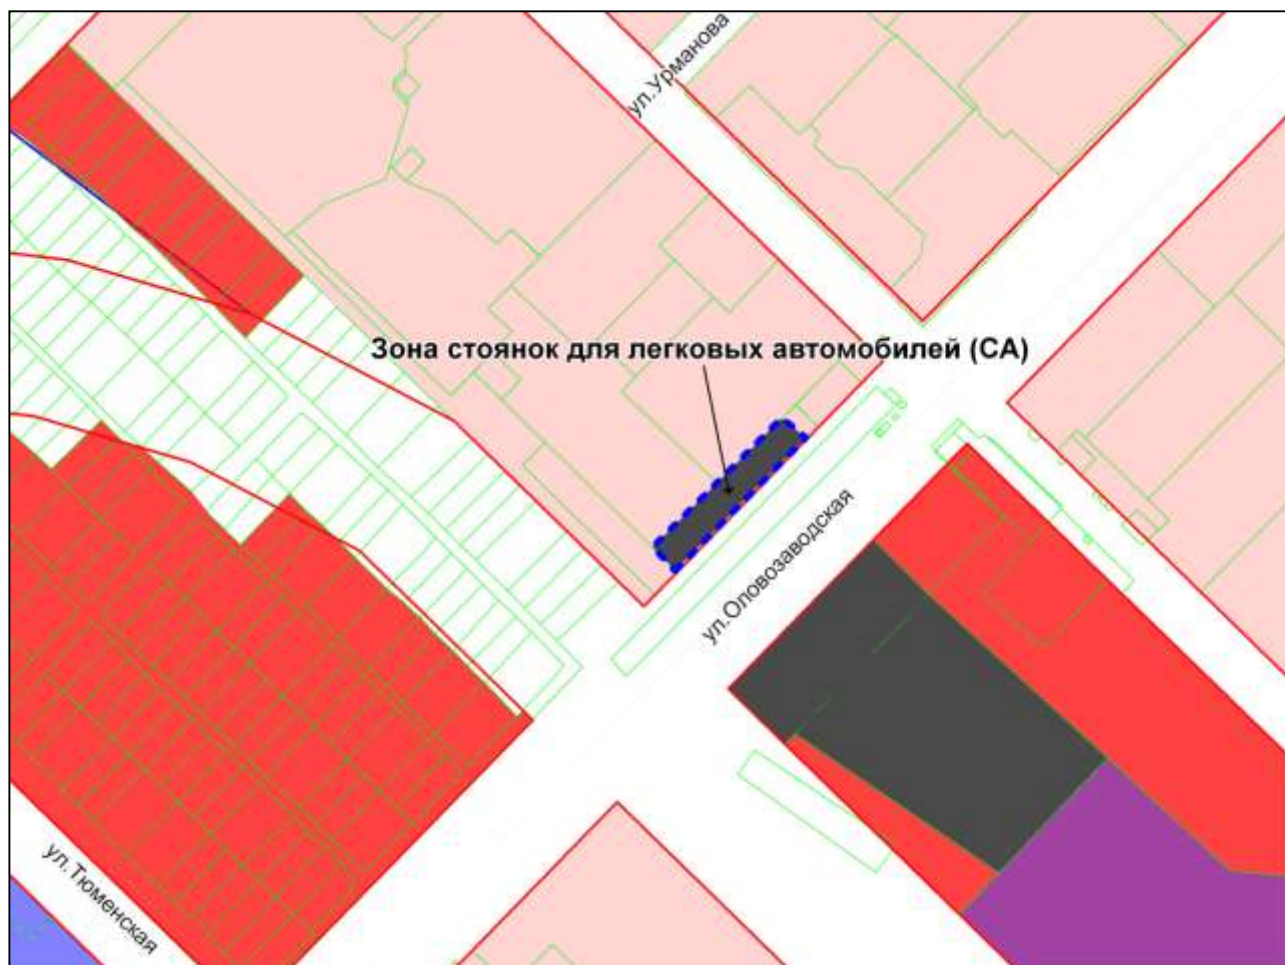 ул.Урманова
Зона стоянок для легковых автомобилей (СА)
ул.Оловозаводская
ул.Тюменская